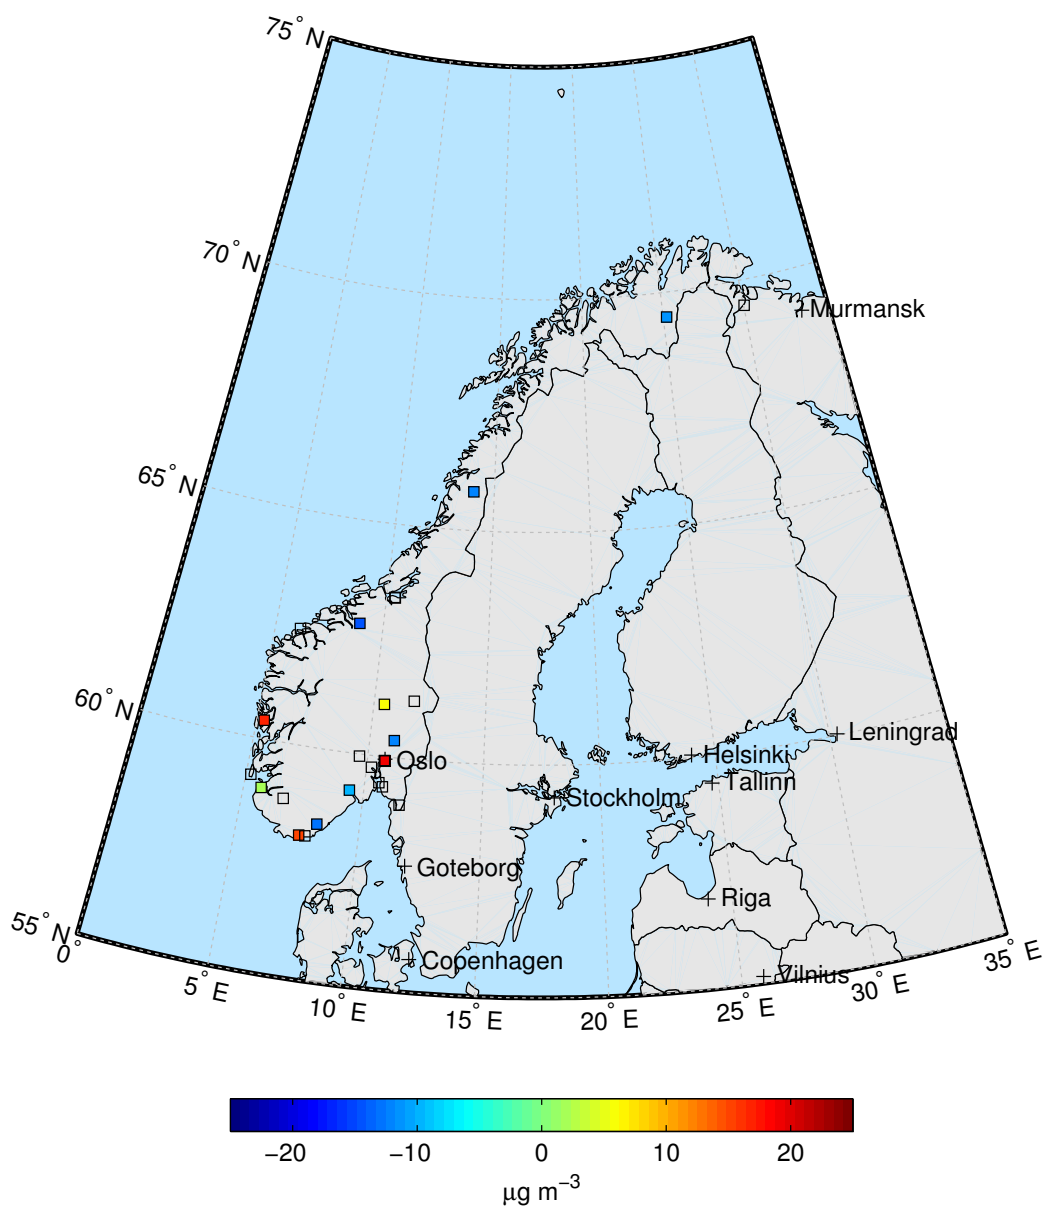 75° N
70° N
Murmansk
65° N
60° N
Leningrad
Helsinki
Oslo
Tallinn
Stockholm
Goteborg
Riga
55° N
0°
Copenhagen
Vilnius
35° E
5° E
10° E
15° E
20° E
25° E
30° E
−20 −10 0 10 20
μg m−3